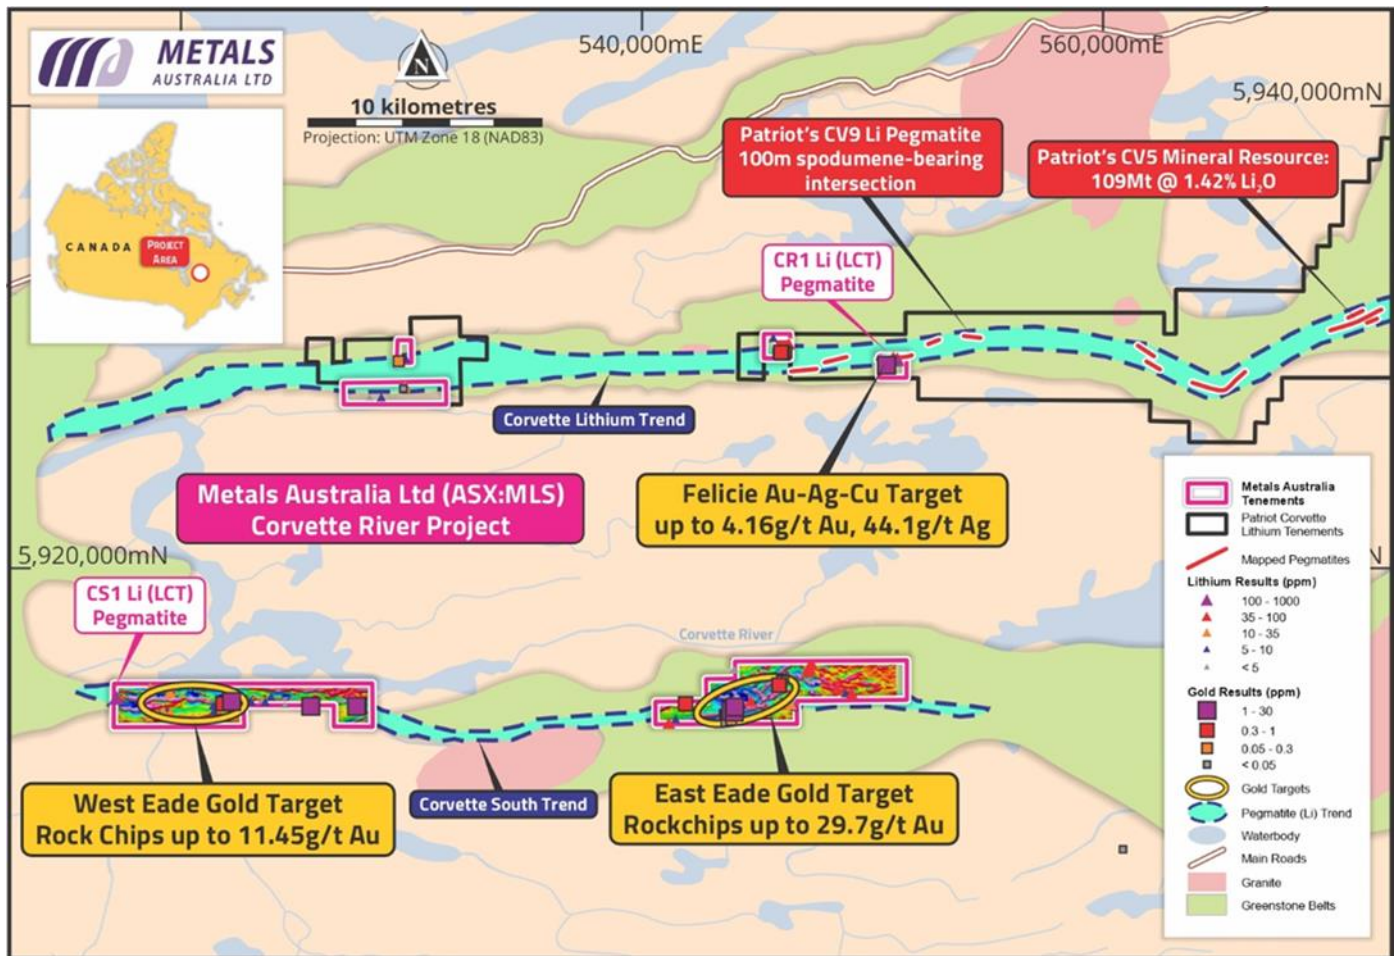 METALS
AUSTRALIA LTD
540,000mE
560,000mE
5,940,000mN
N
10 kilometres
Projection: UTM Zone 18 (NAD83)
CANADA
PROJECT
AREA
Patriot's CV9 Li Pegmatite
100m spodumene-bearing
intersection
Patriot's CV5 Mineral Resource:
109Mt @ 1.42% Li₂O
CR1 Li (LCT)
Pegmatite
Corvette Lithium Trend
Metals Australia Ltd (ASX:MLS)
Corvette River Project
Felicie Au-Ag-Cu Target
up to 4.16g/t Au, 44.1g/t Ag
5,920,000mN
N
CS1 Li (LCT)
Pegmatite
Corvette River
West Eade Gold Target
Rock Chips up to 11.45g/t Au
Corvette South Trend
East Eade Gold Target
Rockchips up to 29.7g/t Au
Metals Australia
Tenements
Patriot Corvette
Lithium Tenements
Mapped Pegmatites
Lithium Results (ppm)
100 - 1000
35 - 100
10 - 35
5 - 10
< 5
Gold Results (ppm)
1 - 30
0.3 - 1
0.05 - 0.3
< 0.05
Gold Targets
Pegmatite (Li) Trend
Waterbody
Main Roads
Granite
Greenstone Belts